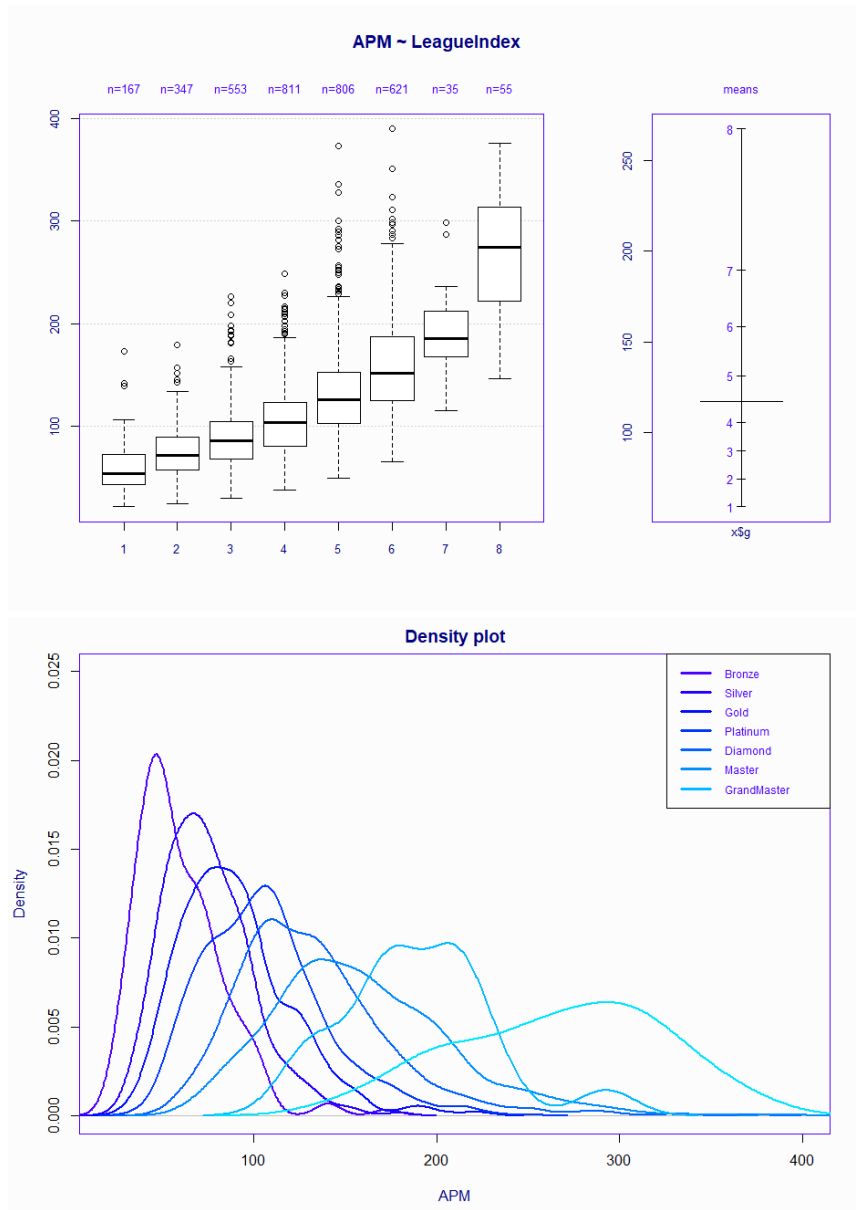 APM ~ LeagueIndex
n=167 n=347 n=553 n=811 n=806 n=621 n=35 n=55
means
400
300
200
100
1 2 3 4 5 6 7 8
250
200
150
100
8
7
6
5
4
3
2
1
x$g
Density plot
0.025
0.020
0.015
0.010
0.005
0.000
Density
Bronze
Silver
Gold
Platinum
Diamond
Master
GrandMaster
100 200 300 400
APM